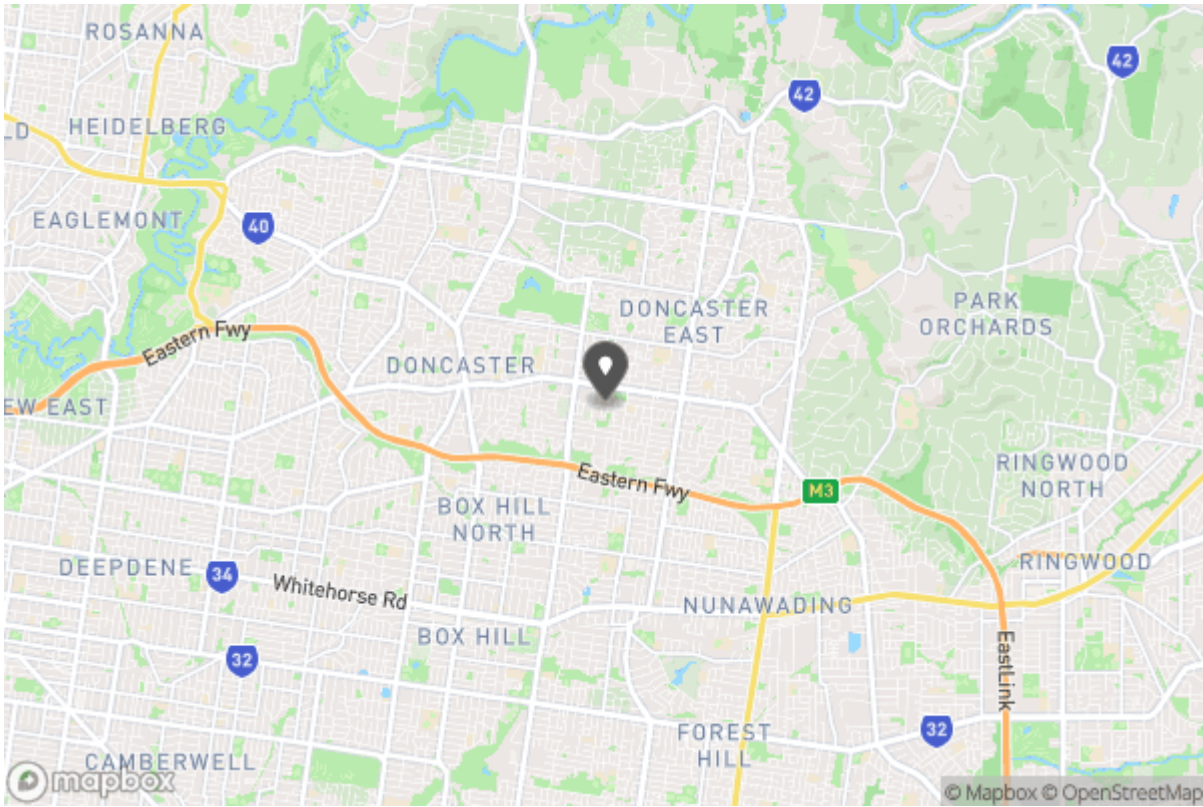 ROSANNA
42
42
HEIDELBERG
LD
EAGLEMONT
40
DONCASTER
EAST
PARK
ORCHARDS
Eastern Fwy
DONCASTER
EW EAST
RINGWOOD
NORTH
Eastern Fwy
M3
BOX HILL
NORTH
DEEPDENE
34
Whitehorse Rd
RINGWOOD
NUNAWADING
BOX HILL
32
EastLink
FOREST
HILL
32
CAMBERWELL
mapbox
© Mapbox © OpenStreetMap